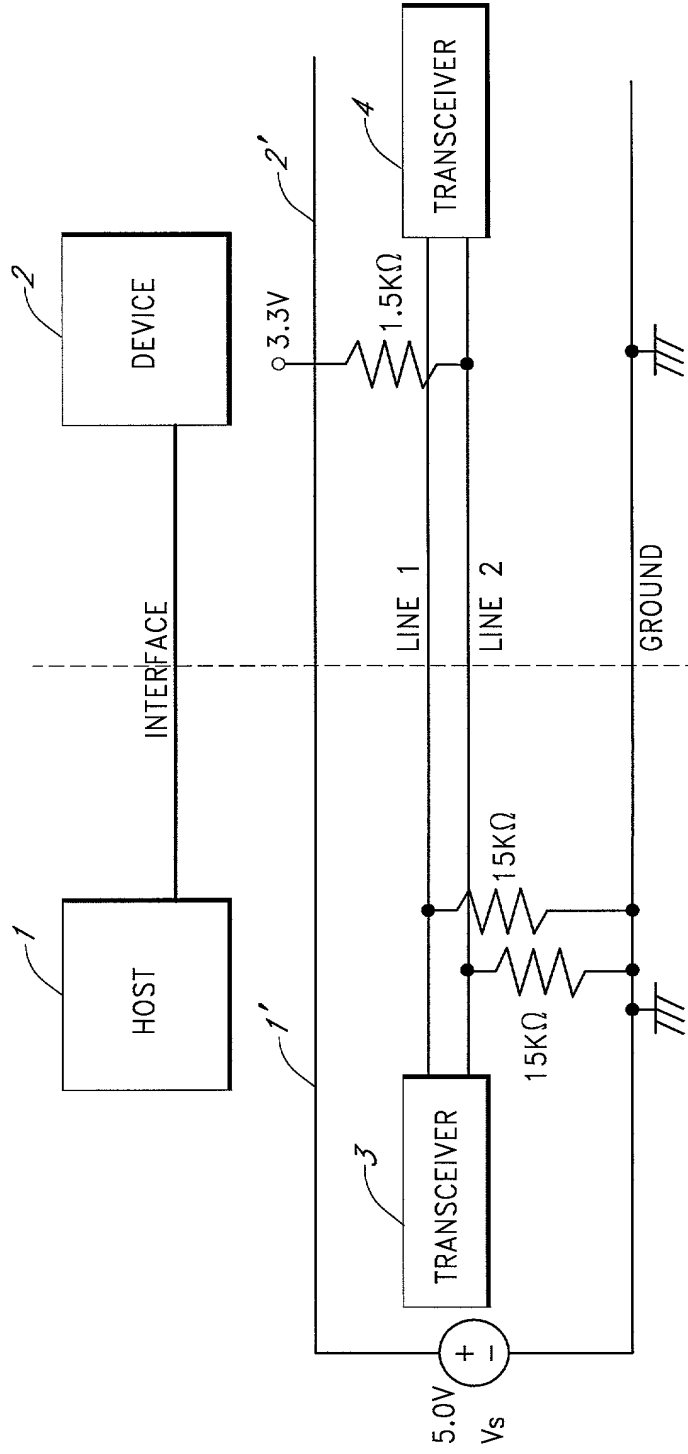 1
HOST
INTERFACE
2
DEVICE
1'
2'
3.3V
1.5KΩ
5.0V
Vs
3
TRANSCEIVER
4
TRANSCEIVER
LINE 1
LINE 2
15KΩ
15KΩ
GROUND